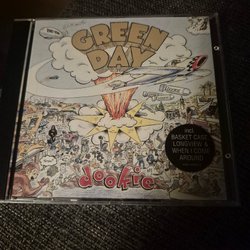 GREEN
DAY
incl
BASKET CASE
LONGVIEW &
WHEN I COME
AROUND
dookie